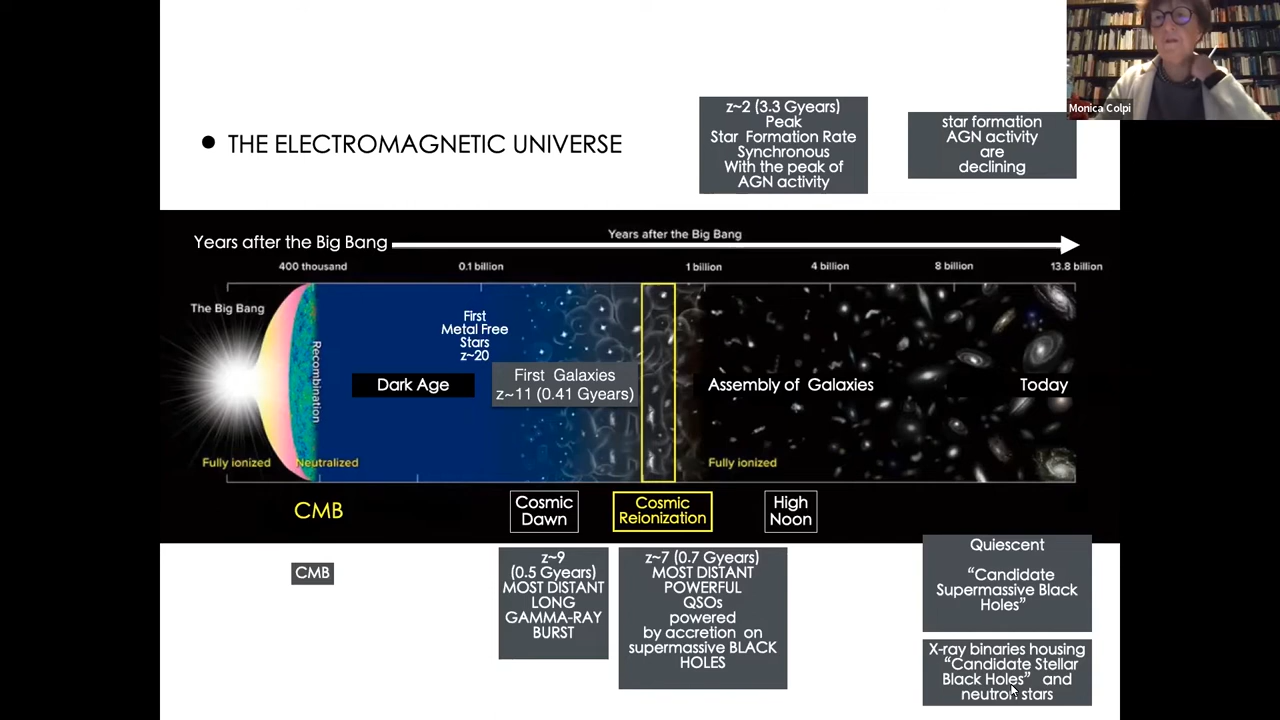 Monica Colpi
• THE ELECTROMAGNETIC UNIVERSE
z~2 (3.3 Gyears)
Peak
Star Formation Rate
Synchronous
With the peak of
AGN activity
star formation
AGN activity
are
declining
Years after the Big Bang
Years after the Big Bang
400 thousand
0.1 billion
1 billion
4 billion
8 billion
13.8 billion
The Big Bang
Recombination
First
Metal Free
Stars
z~20
Dark Age
First Galaxies
z~11 (0.41 Gyears)
Assembly of Galaxies
Today
Fully ionized
Neutralized
Fully ionized
CMB
Cosmic
Dawn
Cosmic
Reionization
High
Noon
CMB
z~9
(0.5 Gyears)
MOST DISTANT
LONG
GAMMA-RAY
BURST
z~7 (0.7 Gyears)
MOST DISTANT
POWERFUL
QSOs
powered
by accretion on
supermassive BLACK
HOLES
Quiescent
“Candidate
Supermassive Black
Holes”
X-ray binaries housing
“Candidate Stellar
Black Holes” and
neutron stars